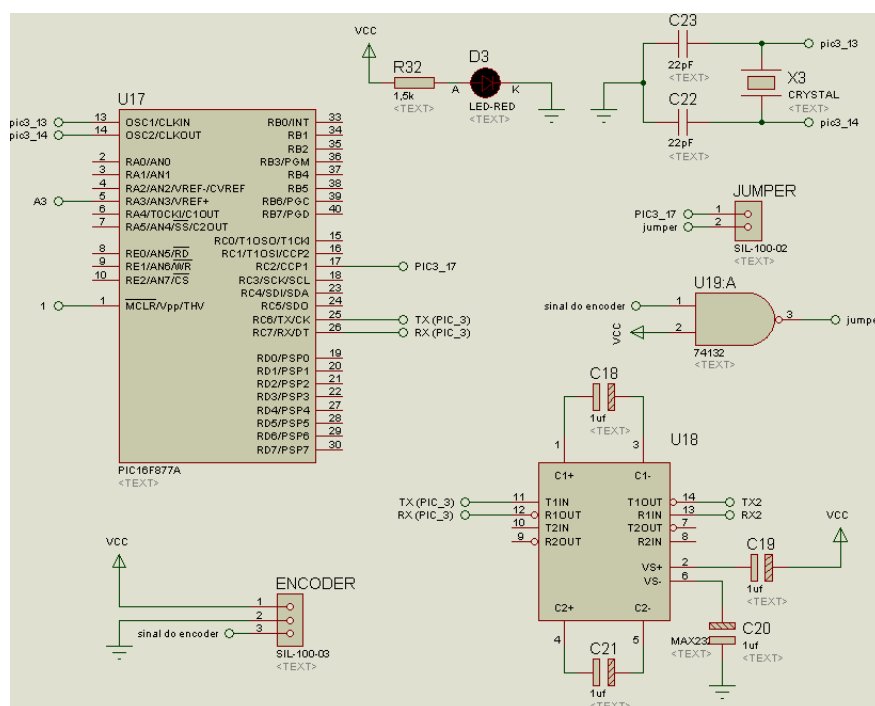 VCC
R32
1,5k
<TEXT>
D3
A
K
LED-RED
<TEXT>
C23
22pF
<TEXT>
C22
22pF
<TEXT>
pic3_13
X3
CRYSTAL
<TEXT>
pic3_14
U17
pic3_13
13
OSC1/CLKIN
RB0/INT
33
pic3_14
14
OSC2/CLKOUT
RB1
34
RB2
35
2
RA0/AN0
RB3/PGM
36
3
RA1/AN1
RB4
37
4
RA2/AN2/VREF-/CVREF
RB5
38
A3
5
RA3/AN3/VREF+
RB6/PGC
39
6
RA4/T0CKI/C1OUT
RB7/PGD
40
7
RA5/AN4/SS/C2OUT
RC0/T1OSO/T1CKI
15
8
RE0/AN5/RD
RC1/T1OSI/CCP2
16
9
RE1/AN6/WR
RC2/CCP1
17
PIC3_17
10
RE2/AN7/CS
RC3/SCK/SCL
18
RC4/SDI/SDA
23
1
1
MCLR/Vpp/THV
RC5/SDO
24
RC6/TX/CK
25
TX (PIC_3)
RC7/RX/DT
26
RX (PIC_3)
RD0/PSP0
19
RD1/PSP1
20
RD2/PSP2
21
RD3/PSP3
22
RD4/PSP4
27
RD5/PSP5
28
RD6/PSP6
29
RD7/PSP7
30
PIC16F877A
<TEXT>
JUMPER
PIC3_17
1
jumper
2
SIL-100-02
<TEXT>
U19:A
sinal do encoder
1
VCC
2
3
jumpe
74132
<TEXT>
C18
1uf
<TEXT>
U18
1
3
C1+
C1-
TX (PIC_3)
11
T1IN
T1OUT
14
TX2
RX (PIC_3)
12
R1OUT
R1IN
13
RX2
10
T2IN
T2OUT
7
9
R2OUT
R2IN
8
VS+
2
VS-
6
C2+
C2-
4
5
MAX232
<TEXT>
C19
1uf
<TEXT>
VCC
C20
1uf
<TEXT>
C21
1uf
<TEXT>
VCC
ENCODER
1
2
sinal do encoder
3
SIL-100-03
<TEXT>